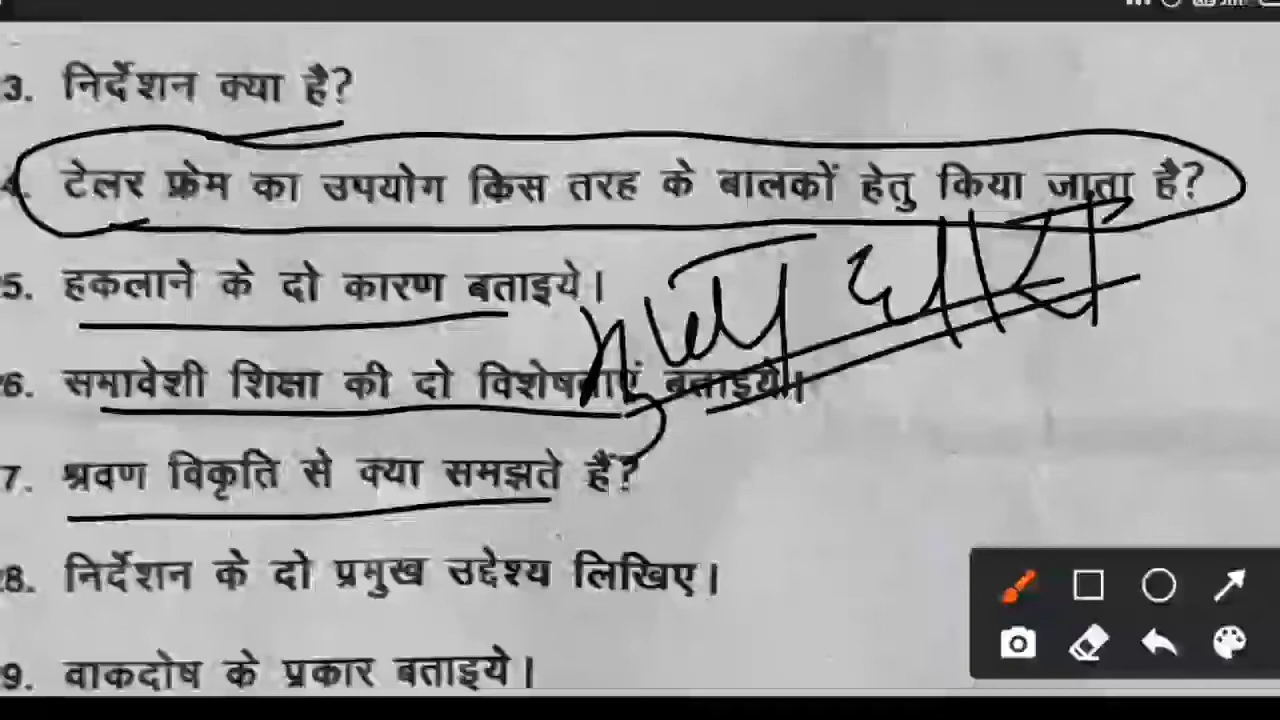 3. निर्देशन क्या है?
4. टेलर फ्रेम का उपयोग किस तरह के बालकों हेतु किया जाता है?
5. हकलाने के दो कारण बताइये।
6. समावेशी शिक्षा की दो विशेषताएं बताइये।
7. श्रवण विकृति से क्या समझते हैं?
8. निर्देशन के दो प्रमुख उद्देश्य लिखिए।
9. वाकदोष के प्रकार बताइये।